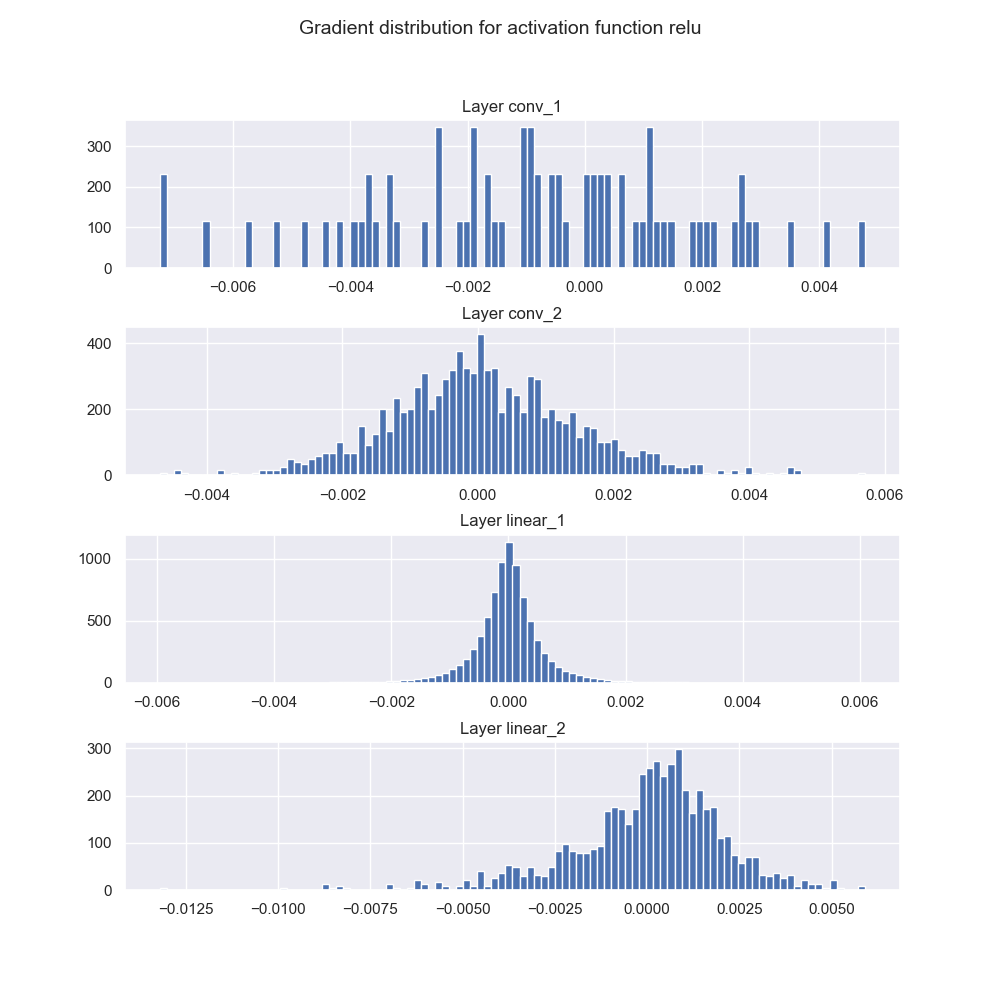 Gradient distribution for activation function relu
Layer conv_1
300
200
100
0
−0.006 −0.004 −0.002 0.000 0.002 0.004
Layer conv_2
400
200
0
−0.004 −0.002 0.000 0.002 0.004 0.006
Layer linear_1
1000
500
0
−0.006 −0.004 −0.002 0.000 0.002 0.004 0.006
Layer linear_2
300
200
100
0
−0.0125 −0.0100 −0.0075 −0.0050 −0.0025 0.0000 0.0025 0.0050